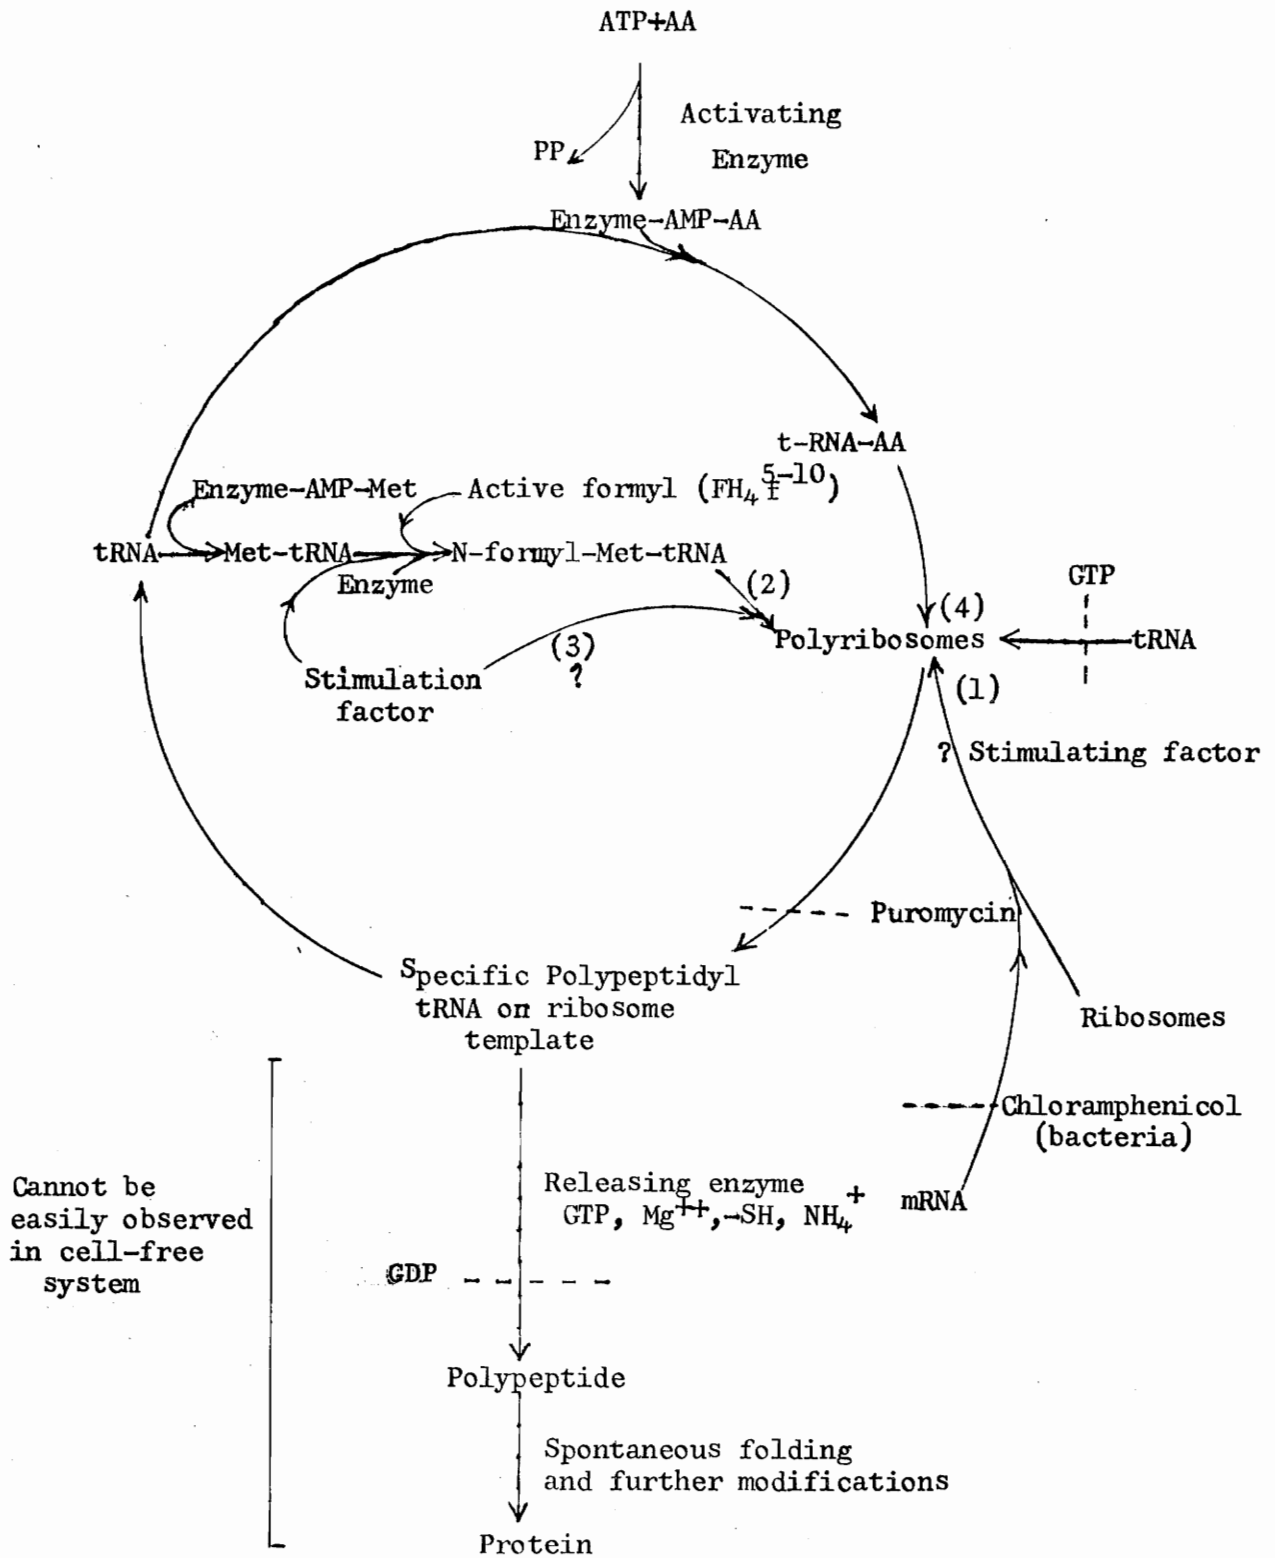 ATP+AA
Activating
Enzyme
PP
Enzyme-AMP-AA
t-RNA-AA
Enzyme-AMP-Met
Active formyl (FH₄f⁵⁻¹⁰)
tRNA
Met-tRNA
N-formyl-Met-tRNA
Enzyme
(2)
GTP
(4)
Polyribosomes
tRNA
(3)
?
Stimulation
factor
(1)
? Stimulating factor
Puromycin
Specific Polypeptidyl
tRNA on ribosome
template
Ribosomes
Chloramphenicol
(bacteria)
Releasing enzyme
GTP, Mg⁺⁺,-SH, NH₄⁺
mRNA
Cannot be
easily observed
in cell-free
system
GDP
Polypeptide
Spontaneous folding
and further modifications
Protein